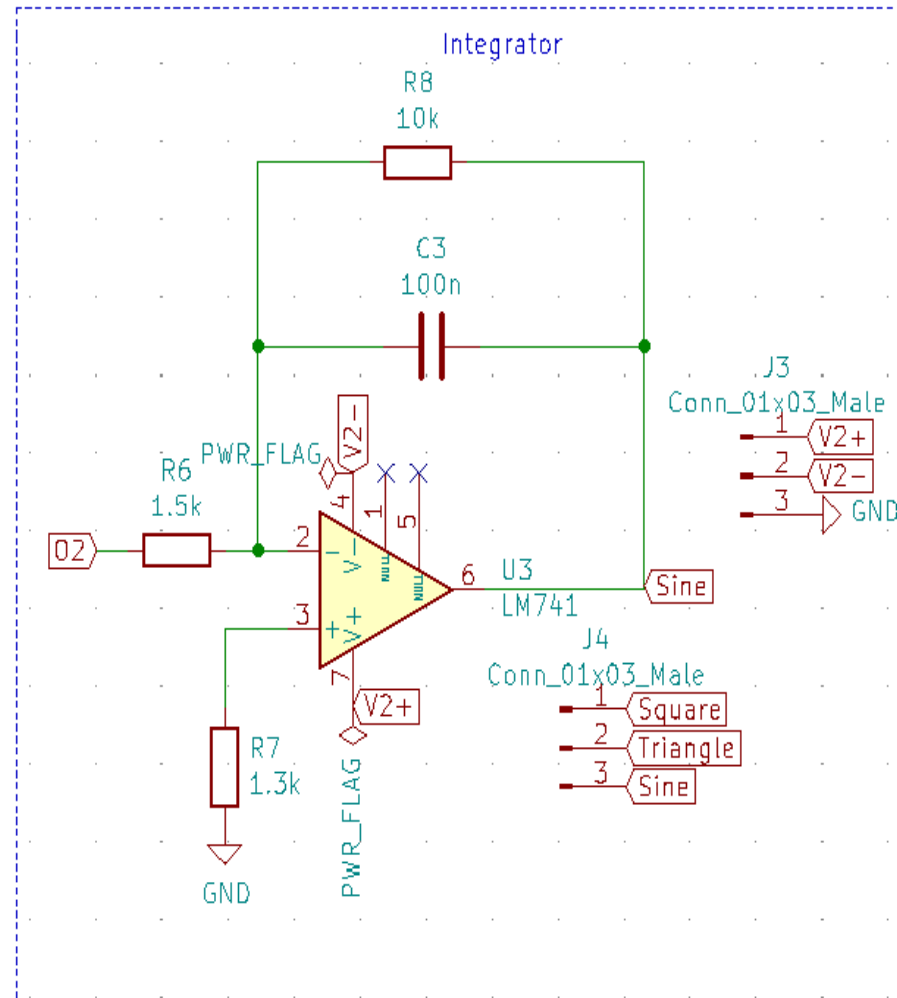 Integrator
R8
10k
C3
100n
J3
Conn_01x03_Male
1 V2+
2 V2-
3 GND
PWR_FLAG
V2-
R6
1.5k
4
1
5
NULL
NULL
O2
2
-
V-
6
U3
LM741
Sine
3
+
V+
7
V2+
PWR_FLAG
R7
1.3k
GND
J4
Conn_01x03_Male
1 Square
2 Triangle
3 Sine